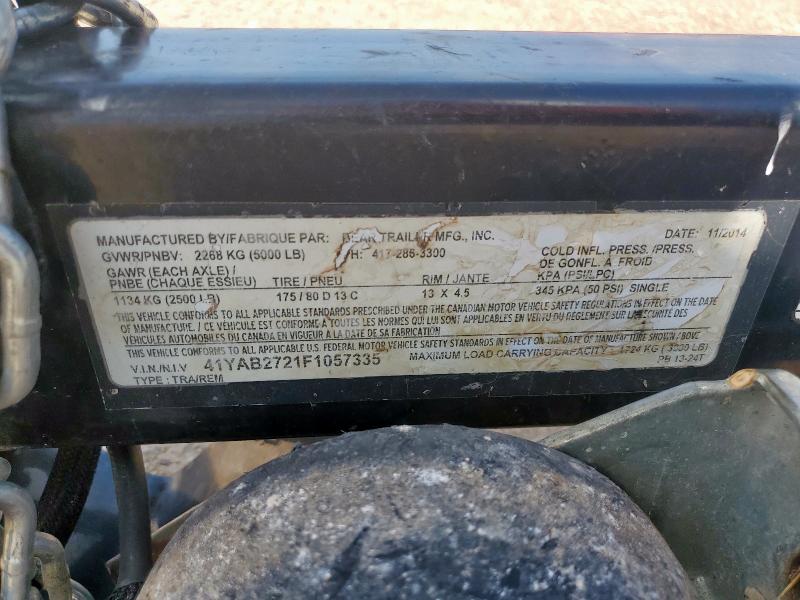 MANUFACTURED BY/FABRIQUE PAR: BEAR TRAILER MFG., INC. DATE: 11/2014
GVWR/PNBV: 2268 KG (5000 LB) PH: 417-286-3300 COLD INFL. PRESS. /PRESS.
GAWR (EACH AXLE) / DE GONFL. A FROID
PNBE (CHAQUE ESSIEU) TIRE / PNEU RIM / JANTE KPA (PSI/LPC)
1134 KG (2500 LB) 175 / 80 D 13 C 13 X 4.5 345 KPA (50 PSI) SINGLE
THIS VEHICLE CONFORMS TO ALL APPLICABLE STANDARDS PRESCRIBED UNDER THE CANADIAN MOTOR VEHICLE SAFETY REGULATIONS IN EFFECT ON THE DATE
OF MANUFACTURE. / CE VEHICULE EST CONFORME A TOUTES LES NORMES QUI LUI SONT APPLICABLES EN VERTU DU REGLEMENT SUR LA SECURITE DES
VEHICULES AUTOMOBILES DU CANADA EN VIGUEUR A LA DATE DE SA FABRICATION.
THIS VEHICLE CONFORMS TO ALL APPLICABLE U.S. FEDERAL MOTOR VEHICLE SAFETY STANDARDS IN EFFECT ON THE DATE OF MANUFACTURE SHOWN ABOVE
V.I.N./N.I.V 41YAB2721F1057335 MAXIMUM LOAD CARRYING CAPACITY KG LB)
TYPE : TRA/REM PB 13-24T